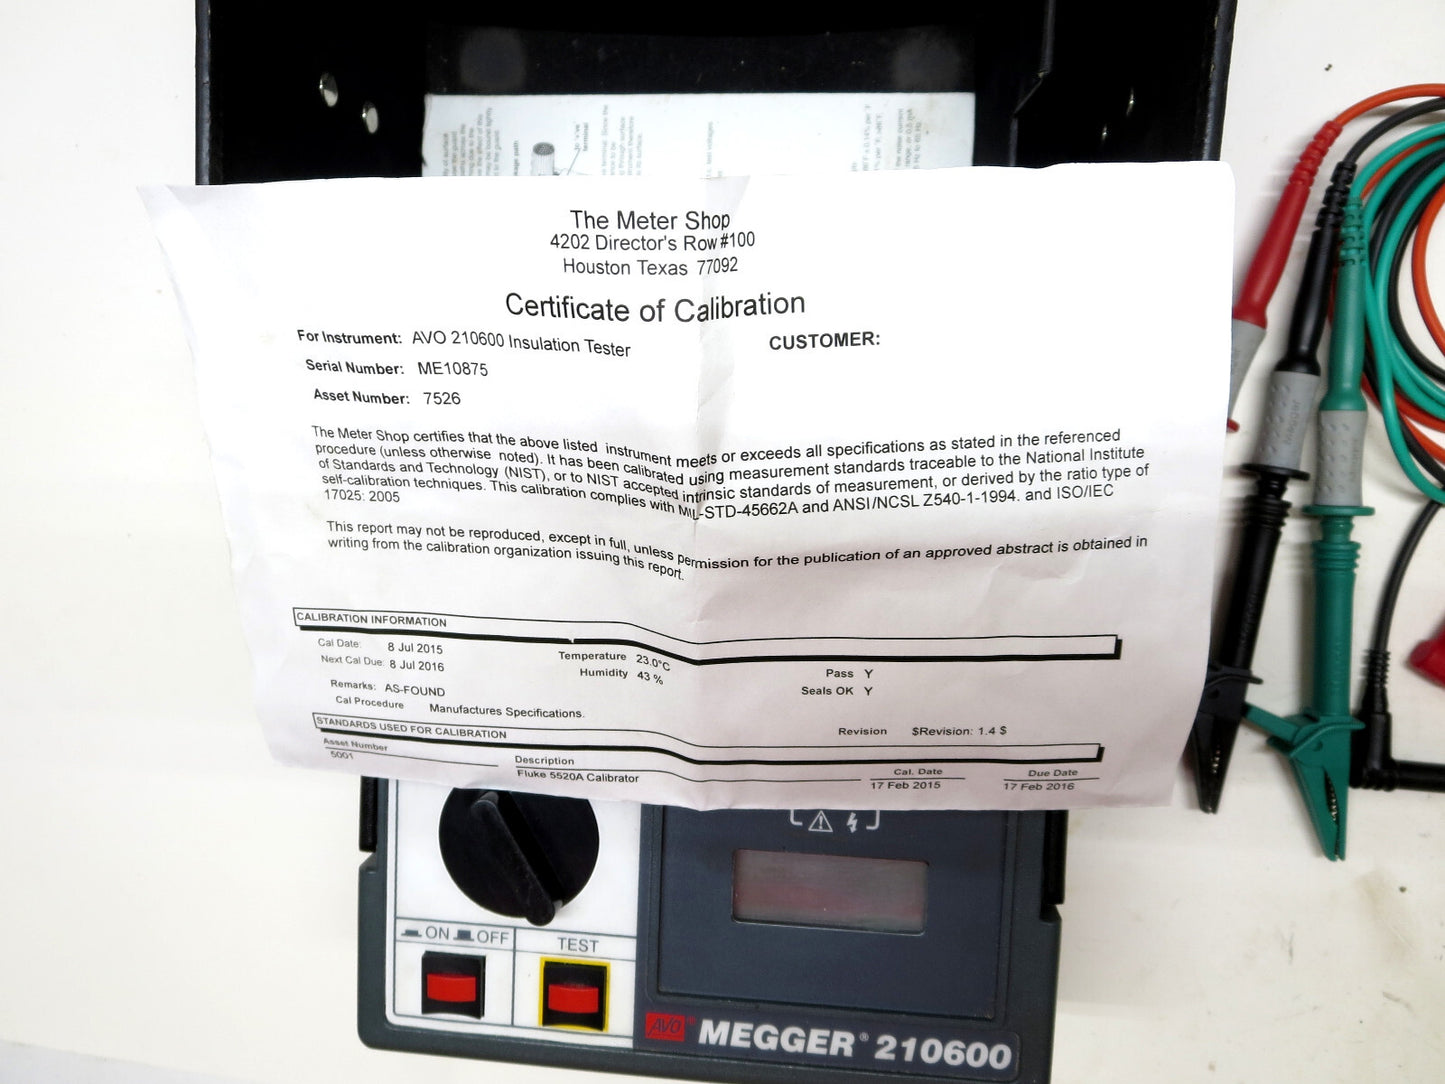 to '+'ve
terminal
age path
test voltages
The Meter Shop
4202 Director's Row #100
Houston Texas 77092
Certificate of Calibration
For Instrument: AVO 210600 Insulation Tester
CUSTOMER:
Serial Number: ME10875
Asset Number: 7526
The Meter Shop certifies that the above listed instrument meets or exceeds all specifications as stated in the referenced
procedure (unless otherwise noted). It has been calibrated using measurement standards traceable to the National Institute
of Standards and Technology (NIST), or to NIST accepted intrinsic standards of measurement, or derived by the ratio type of
self-calibration techniques. This calibration complies with MIL-STD-45662A and ANSI/NCSL Z540-1-1994. and ISO/IEC
17025: 2005
This report may not be reproduced, except in full, unless permission for the publication of an approved abstract is obtained in
writing from the calibration organization issuing this report.
CALIBRATION INFORMATION
Cal Date: 8 Jul 2015
Temperature 23.0°C
Pass Y
Next Cal Due: 8 Jul 2016
Humidity 43 %
Seals OK Y
Remarks: AS-FOUND
Cal Procedure Manufactures Specifications.
Revision $Revision: 1.4 $
STANDARDS USED FOR CALIBRATION
Asset Number
Description
Cal. Date
Due Date
5001
Fluke 5520A Calibrator
17 Feb 2015
17 Feb 2016
ON OFF
TEST
AVO® MEGGER® 210600
Megger